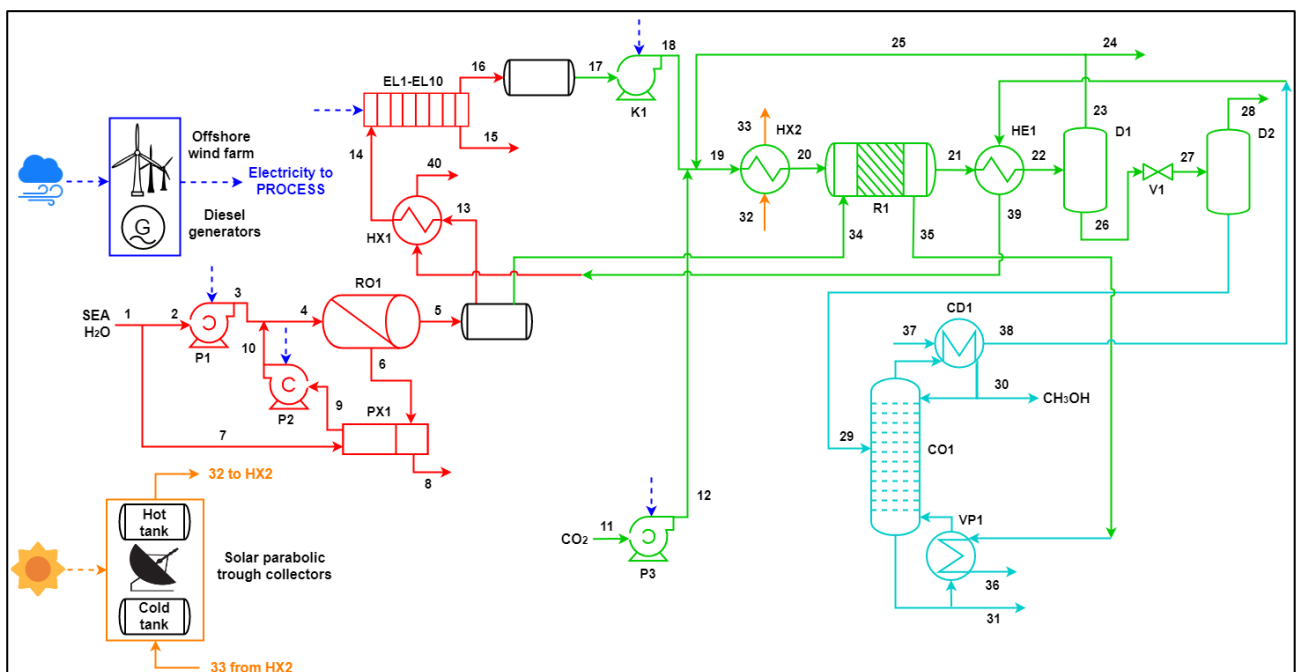 25
24
18
16
17
EL1-EL10
K1
15
14
33
HX2
HE1
23
D1
28
D2
Offshore
wind farm
Electricity to
PROCESS
G
Diesel
generators
40
13
HX1
19
20
R1
21
22
27
V1
32
39
26
34
35
SEA
H₂O
1
2
3
C
P1
10
4
RO1
5
6
C
P2
9
PX1
7
8
37
CD1
38
30
CH₃OH
29
CO1
12
CO₂
11
C
P3
VP1
36
31
32 to HX2
Hot
tank
Solar parabolic
trough collectors
Cold
tank
33 from HX2